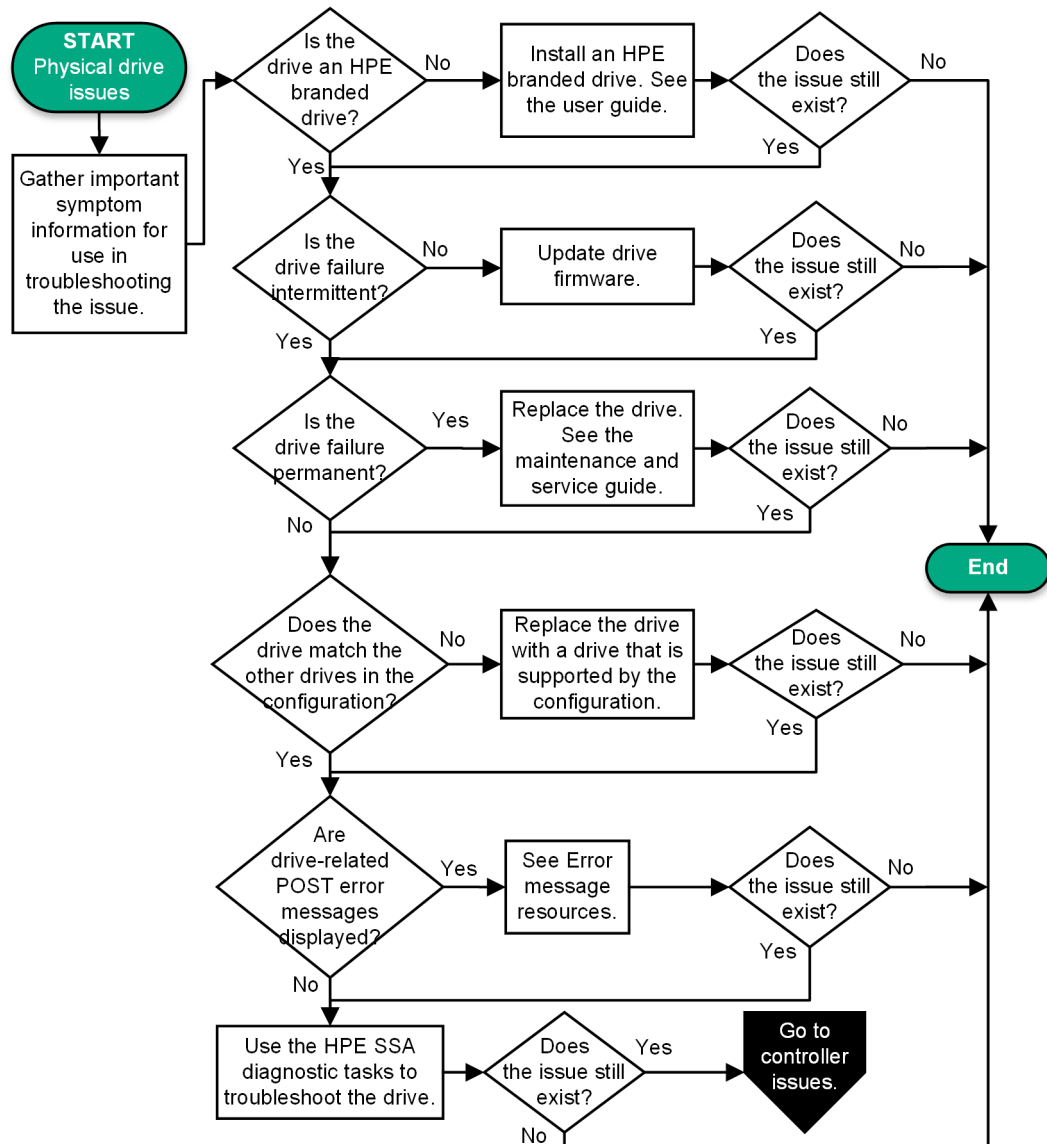 START
Physical drive
issues
Gather important
symptom
information for
use in
troubleshooting
the issue.
Is the
drive an HPE
branded
drive?
No
Install an HPE
branded drive. See
the user guide.
Does
the issue still
exist?
No
Yes
Yes
Is the
drive failure
intermittent?
No
Update drive
firmware.
Does
the issue still
exist?
No
Yes
Yes
Is the
drive failure
permanent?
Yes
Replace the drive.
See the
maintenance and
service guide.
Does
the issue still
exist?
No
No
Yes
End
Does the
drive match the
other drives in the
configuration?
No
Replace the drive
with a drive that is
supported by the
configuration.
Does
the issue still
exist?
No
Yes
Yes
Are
drive-related
POST error
messages
displayed?
Yes
See Error
message
resources.
Does
the issue still
exist?
No
No
Yes
Use the HPE SSA
diagnostic tasks to
troubleshoot the drive.
Does
the issue still
exist?
Yes
Go to
controller
issues.
No